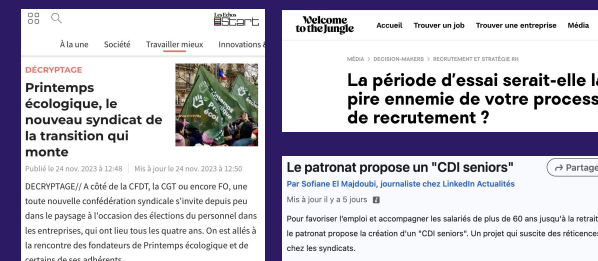 Les Echos
Start
À la une Société Travailler mieux Innovations
DÉCRYPTAGE
Printemps
écologique, le
nouveau syndicat de
la transition qui
monte
Publié le 24 nov. 2023 à 12:48 Mis à jour le 24 nov. 2023 à 12:50
DECRYPTAGE// A côté de la CFDT, la CGT ou encore FO, une
toute nouvelle confédération syndicale s'invite depuis peu
dans le paysage à l'occasion des élections du personnel dans
les entreprises, qui ont lieu tous les quatre ans. On est allés à
la rencontre des fondateurs de Printemps écologique et de
certains de ses adhérents
Welcome
to the Jungle
Accueil Trouver un job Trouver une entreprise Média
MÉDIA > DECISION-MAKERS > RECRUTEMENT ET STRATÉGIE RH
La période d'essai serait-elle la
pire ennemie de votre process
de recrutement ?
Le patronat propose un "CDI seniors"
Partage
Par Sofiane El Majdoubi, journaliste chez LinkedIn Actualités
Mis à jour il y a 5 jours
Pour favoriser l'emploi et accompagner les salariés de plus de 60 ans jusqu'à la retrait
le patronat propose la création d'un "CDI seniors". Un projet qui suscite des réticences
chez les syndicats.